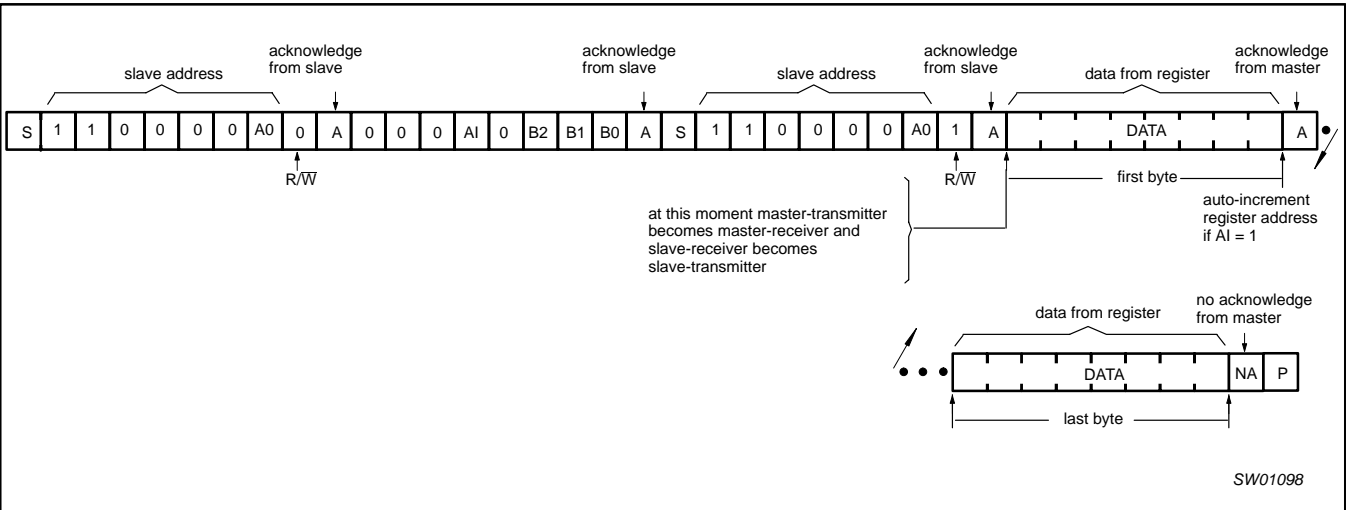 acknowledge
from slave
acknowledge
from slave
acknowledge
from slave
acknowledge
from master
slave address
slave address
data from register
S 1 1 0 0 0 0 A0 0 A 0 0 0 AI 0 B2 B1 B0 A S 1 1 0 0 0 0 A0 1 A DATA A
R/W̅
R/W̅
first byte
auto-increment
register address
if AI = 1
at this moment master-transmitter
becomes master-receiver and
slave-receiver becomes
slave-transmitter
data from register
no acknowledge
from master
DATA NA P
last byte
SW01098